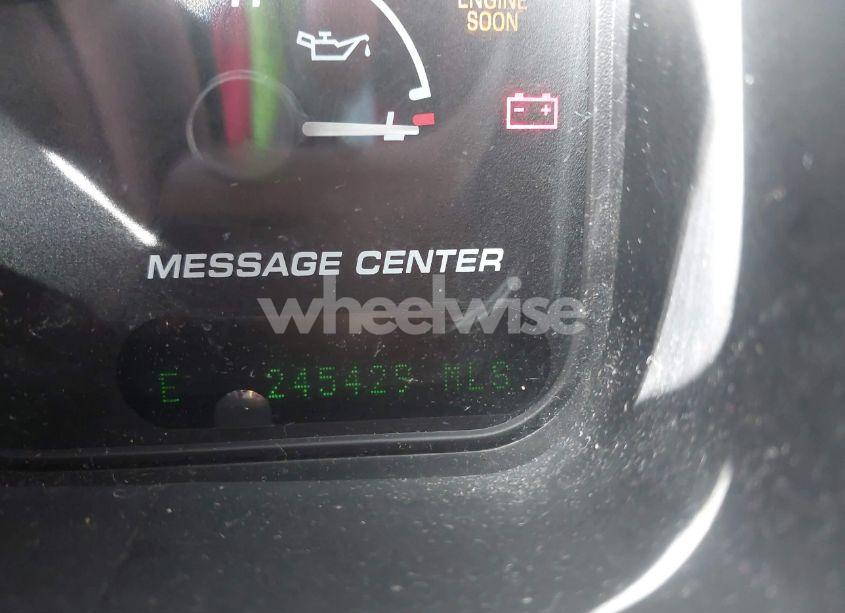 ENGINE
SOON
MESSAGE CENTER
wheelwise
E 245429 MLS